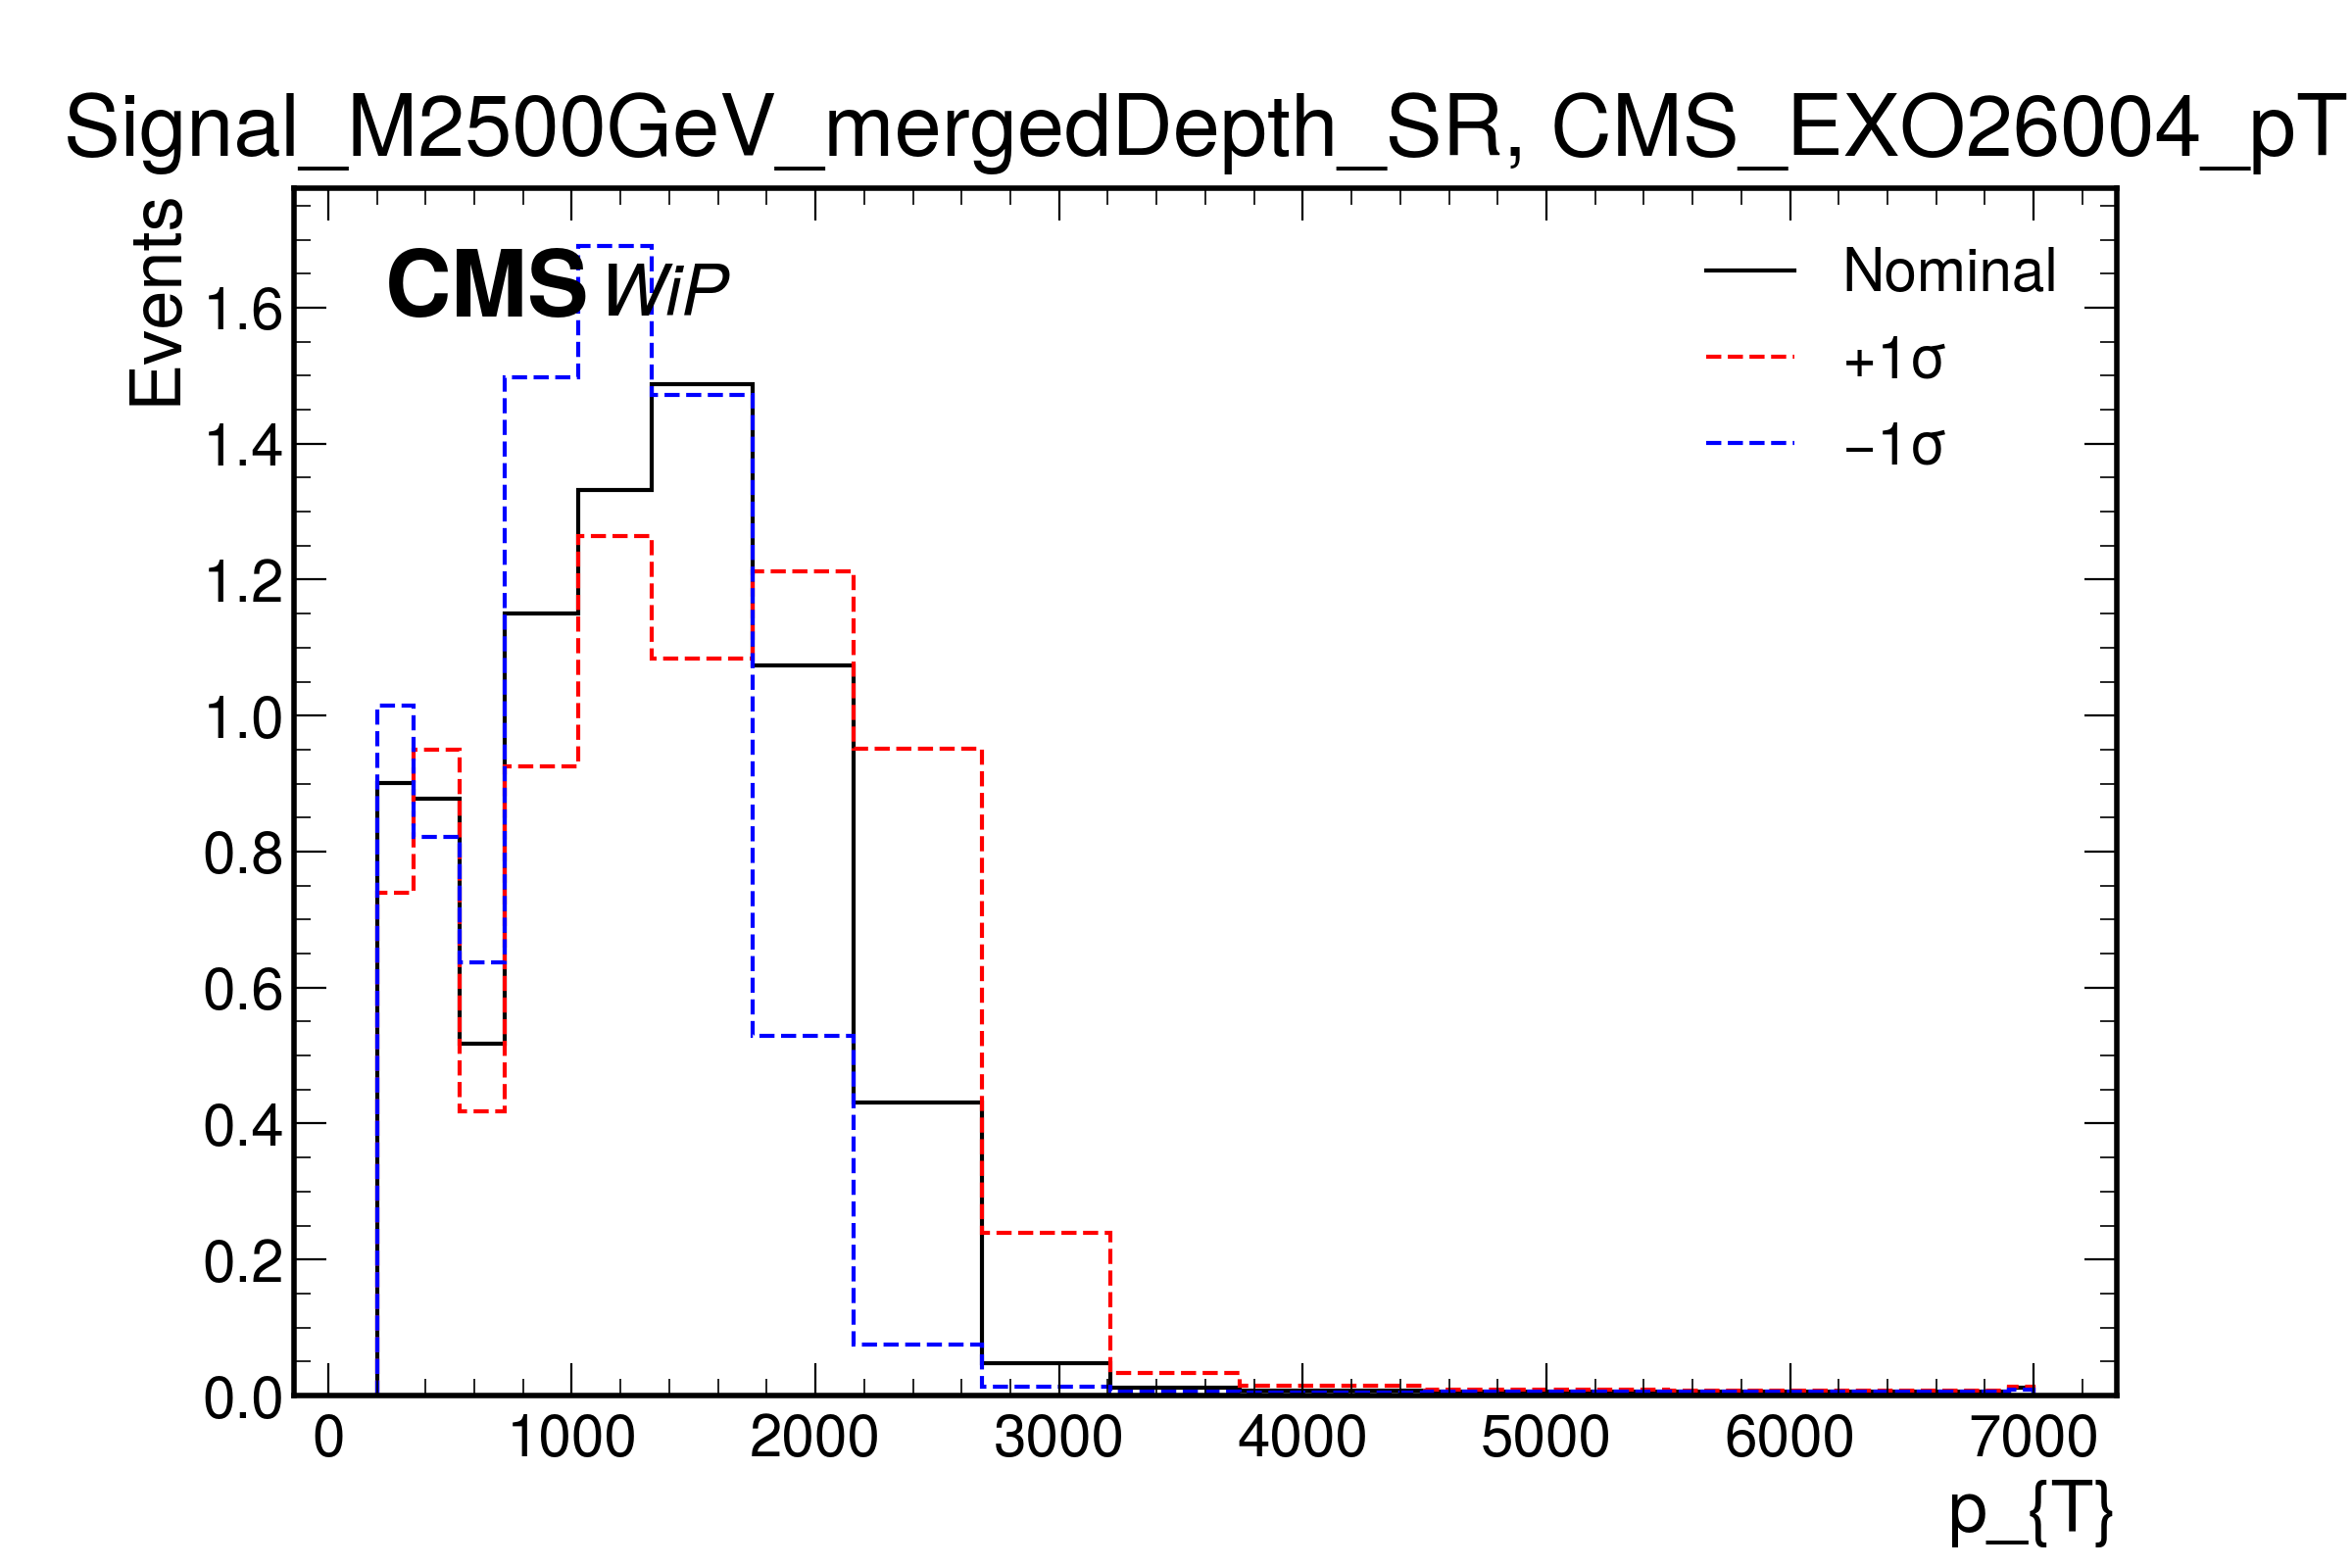 Signal_M2500GeV_mergedDepth_SR, CMS_EXO26004_pT
Events
CMS WiP
Nominal
+1σ
−1σ
1.6
1.4
1.2
1.0
0.8
0.6
0.4
0.2
0.0
0 1000 2000 3000 4000 5000 6000 7000
p_{T}